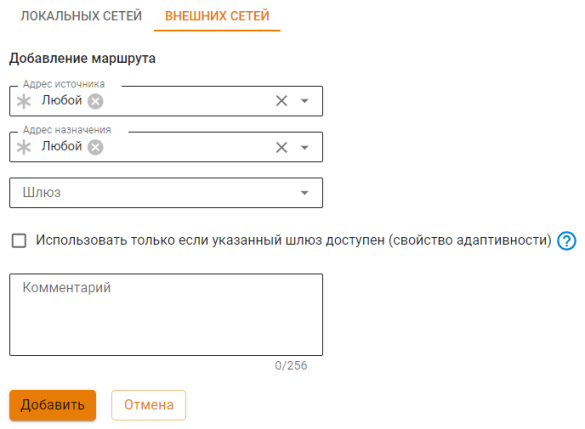 ЛОКАЛЬНЫХ СЕТЕЙ ВНЕШНИХ СЕТЕЙ
Добавление маршрута
Адрес источника
Любой
Адрес назначения
Любой
Шлюз
Использовать только если указанный шлюз доступен (свойство адаптивности) ?
Комментарий
0/256
Добавить Отмена